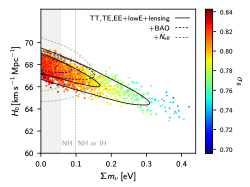 TT,TE,EE+lowE+lensing
+BAO
+N_eff
H₀ [km s⁻¹ Mpc⁻¹]
70
68
66
64
62
60
NH
NH or IH
0.0
0.1
0.2
0.3
0.4
Σm_ν [eV]
0.84
0.82
0.80
0.78
0.76
0.74
0.72
0.70
σ₈